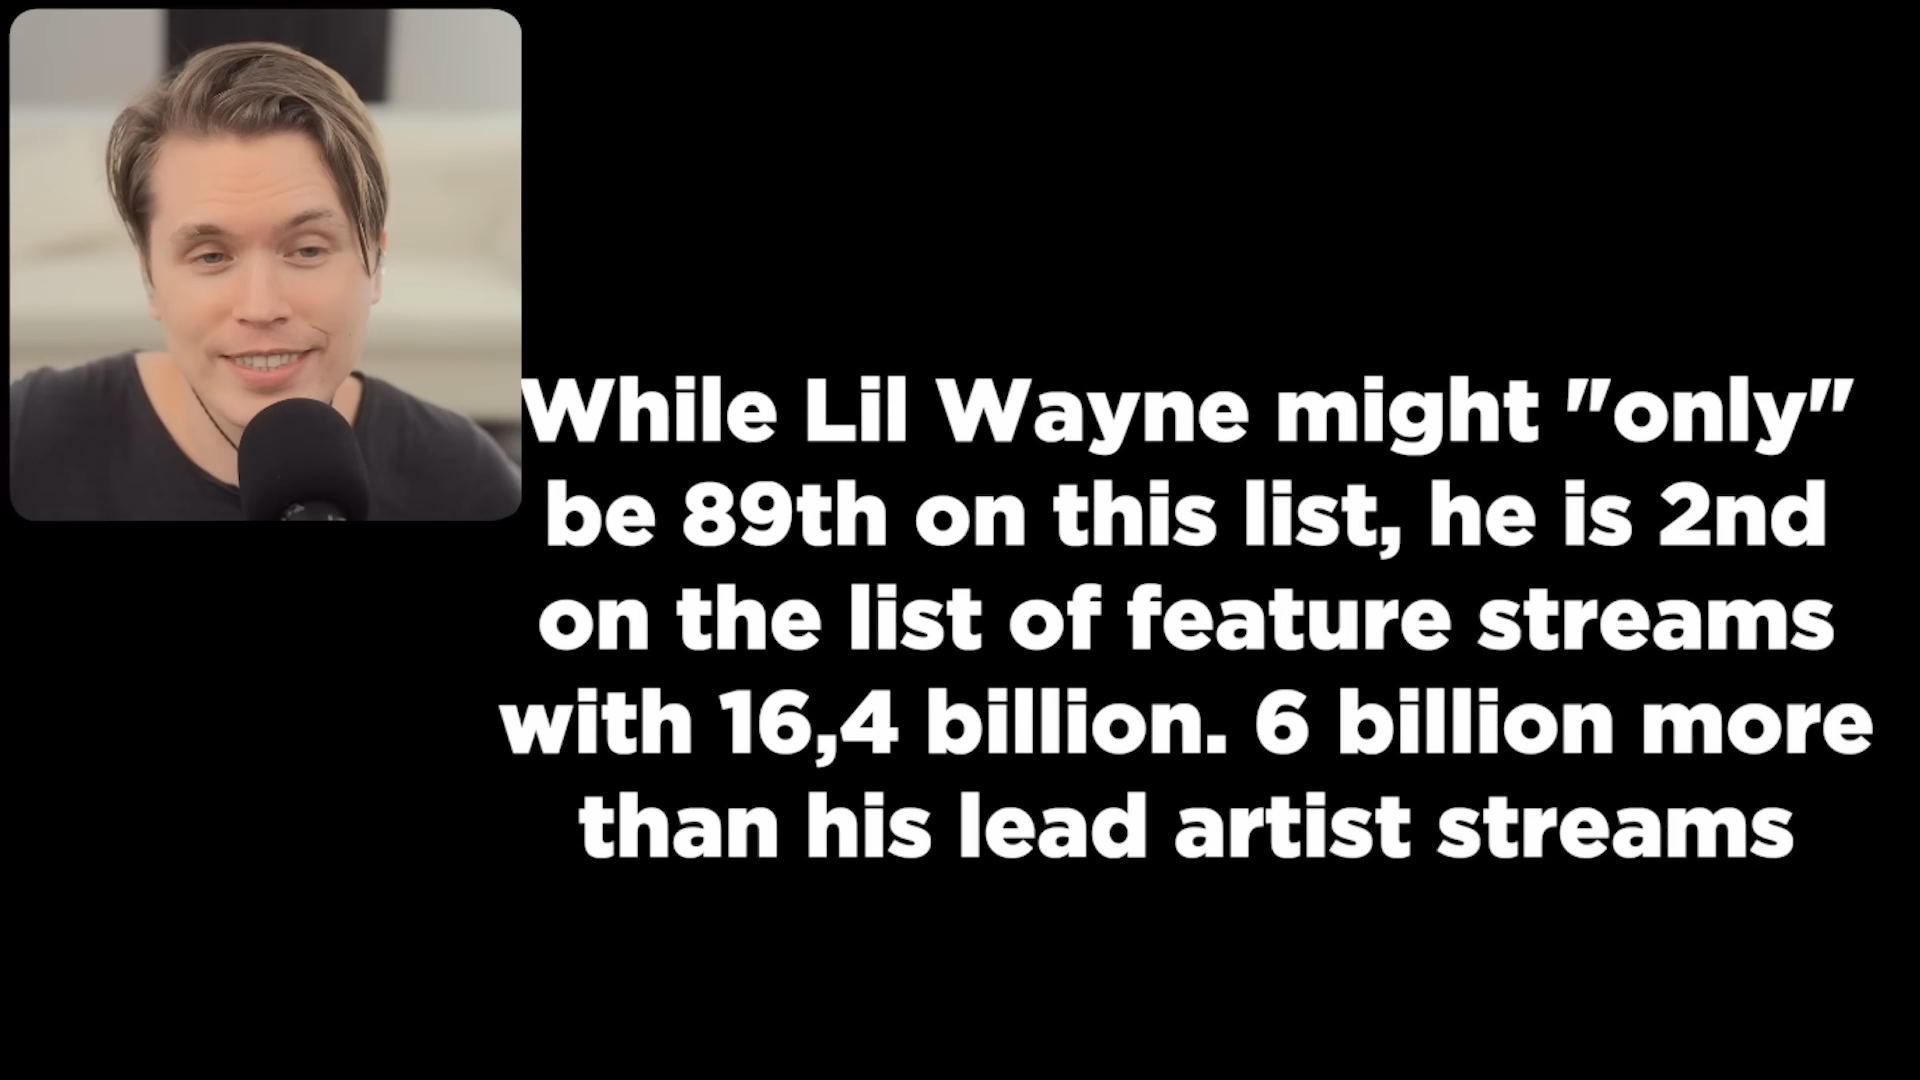 While Lil Wayne might "only"
be 89th on this list, he is 2nd
on the list of feature streams
with 16,4 billion. 6 billion more
than his lead artist streams